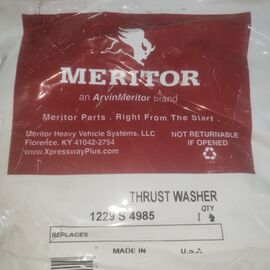 MERITOR
an ArvinMeritor brand
Meritor Parts. Right From The Start.
Meritor Heavy Vehicle Systems, LLC
Florence, KY 41042-2754
www.XpresswayPlus.com
NOT RETURNABLE
IF OPENED
THRUST WASHER
1229 S 4985
QTY
1
REPLACES
MADE IN U.S.A.